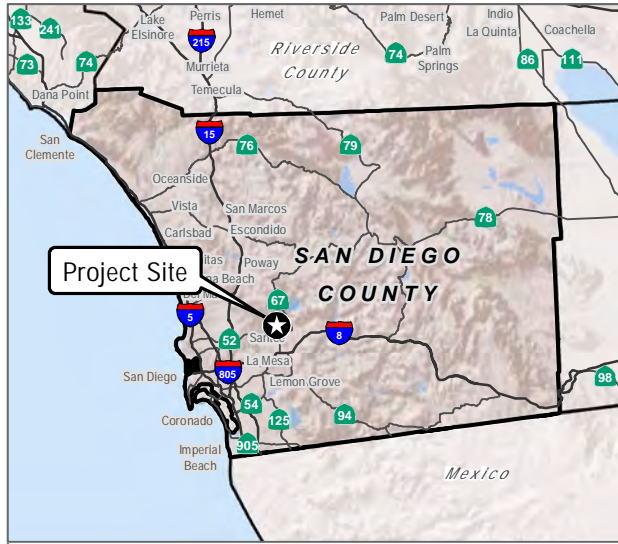 133
241
73
74
Lake
Elsinore
Perris
215
Hemet
Murrieta
Temecula
Riverside
County
Palm Desert
74
Palm
Springs
Indio
La Quinta
Coachella
86
111
Dana Point
San
Clemente
15
76
79
Oceanside
Vista
San Marcos
Carlsbad
Escondido
78
Project Site
Poway
SAN DIEGO
COUNTY
67
5
52
8
La Mesa
San Diego
805
Lemon Grove
Coronado
54
125
94
98
905
Imperial
Beach
Mexico